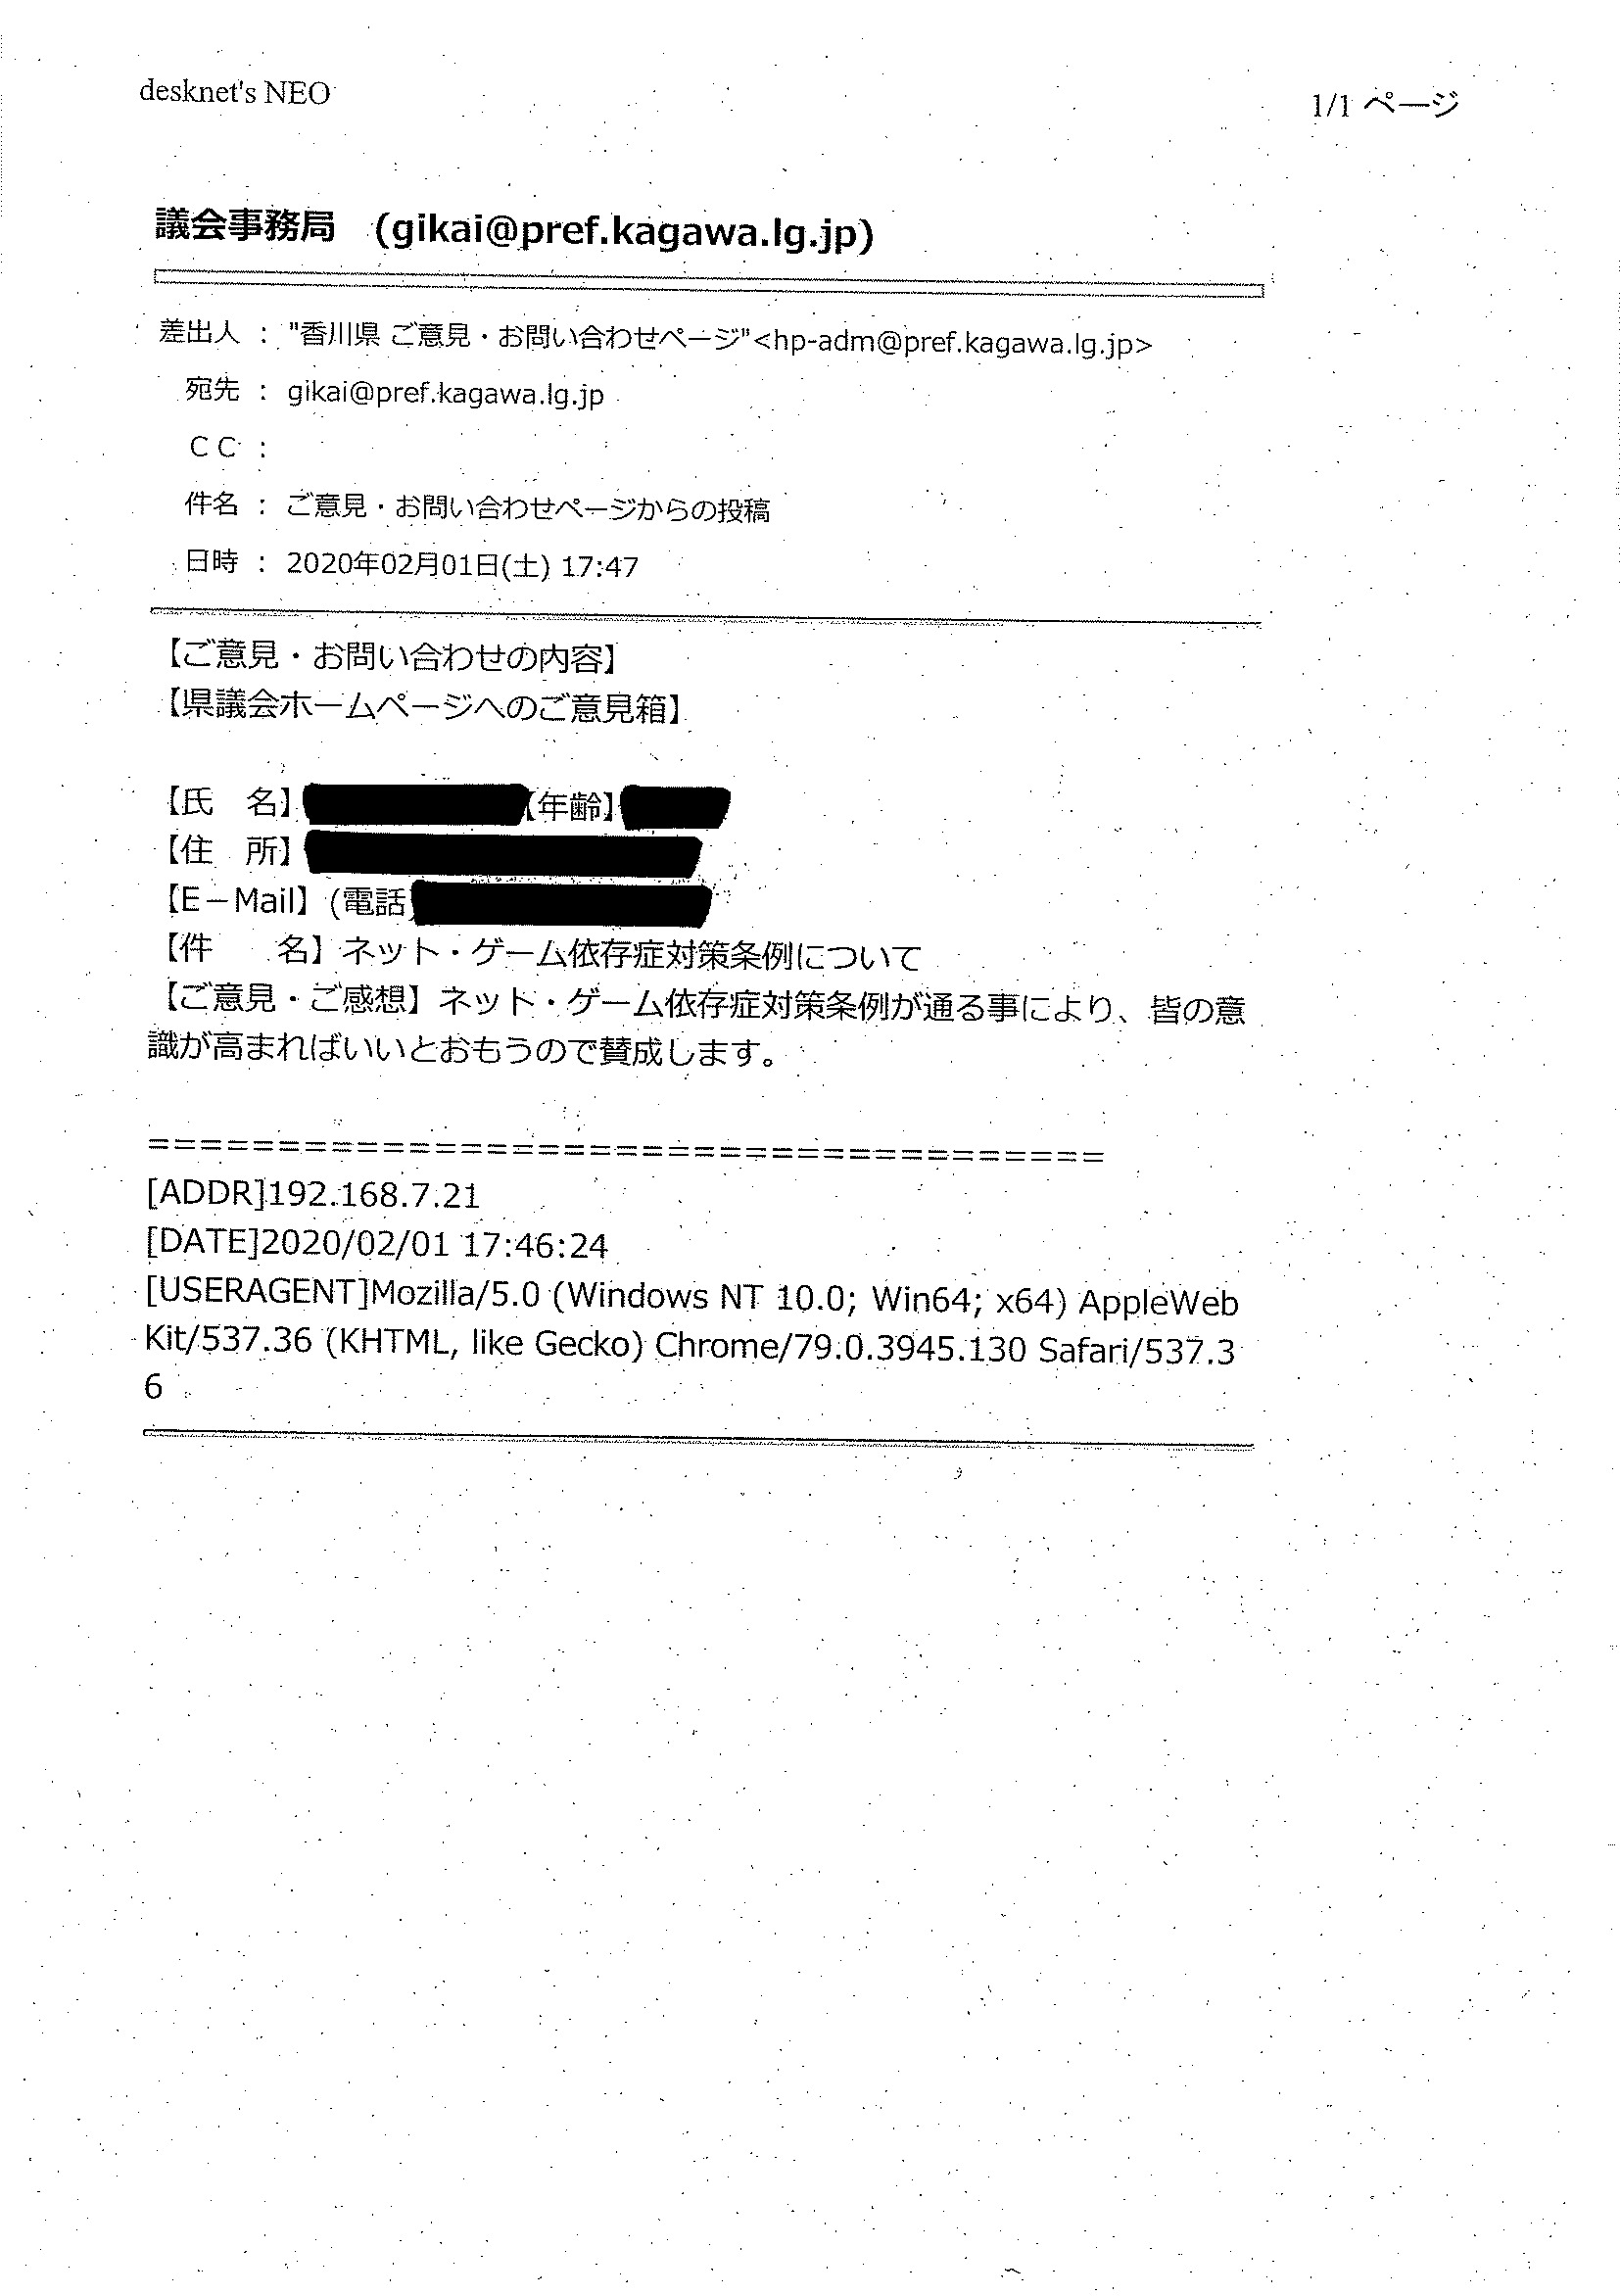 desknet's NEO
1/1 ページ
議会事務局　(gikai@pref.kagawa.lg.jp)
差出人 ： "香川県 ご意見・お問い合わせページ"<hp-adm@pref.kagawa.lg.jp>
宛先 ： gikai@pref.kagawa.lg.jp
ＣＣ ：
件名 ： ご意見・お問い合わせページからの投稿
日時 ： 2020年02月01日(土) 17:47
【ご意見・お問い合わせの内容】
【県議会ホームページへのご意見箱】
【氏　名】【年齢】
【住　所】
【E－Mail】(電話)
【件　　名】ネット・ゲーム依存症対策条例について
【ご意見・ご感想】ネット・ゲーム依存症対策条例が通る事により、皆の意
識が高まればいいとおもうので賛成します。
=====================================
[ADDR]192.168.7.21
[DATE]2020/02/01 17:46:24
[USERAGENT]Mozilla/5.0 (Windows NT 10.0; Win64; x64) AppleWeb
Kit/537.36 (KHTML, like Gecko) Chrome/79.0.3945.130 Safari/537.3
6